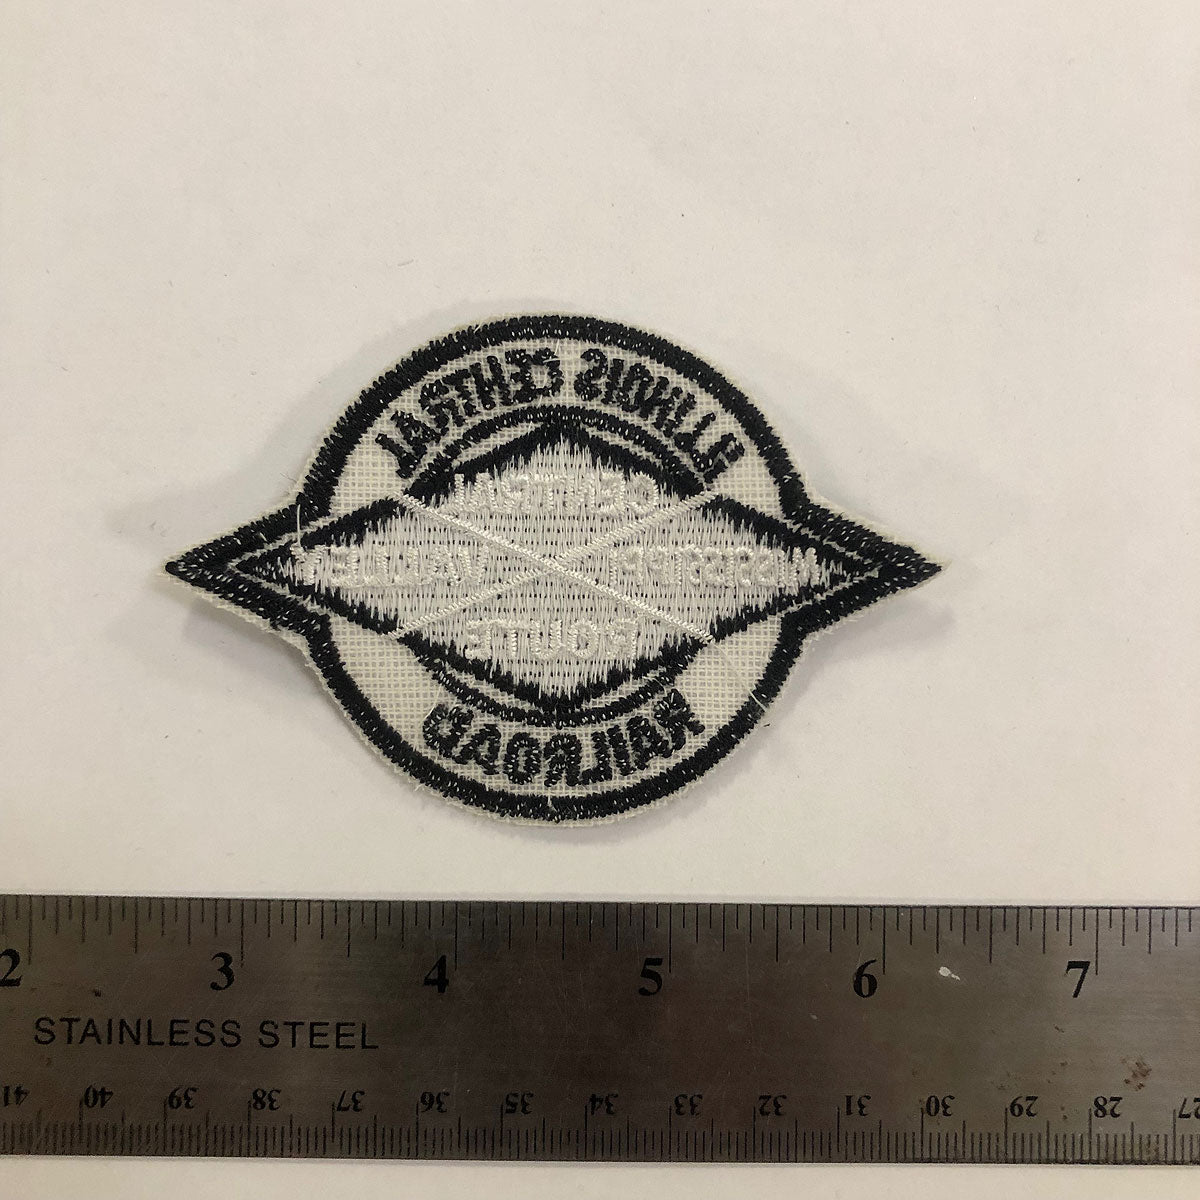 ILLINOIS CENTRAL
CENTRAL
MISSISSIPPI VALLEY
ROUTE
RAILROAD
2 3 4 5 6 7
STAINLESS STEEL
41 40 39 38 37 36 35 34 33 32 31 30 29 28 27